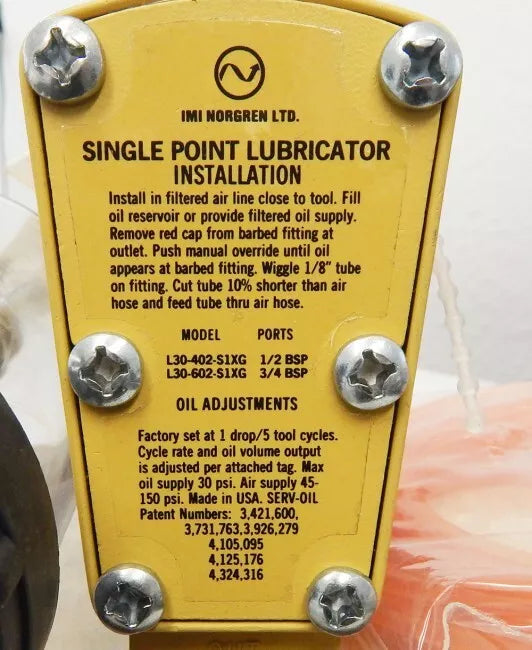 IMI NORGREN LTD.
SINGLE POINT LUBRICATOR
INSTALLATION
Install in filtered air line close to tool. Fill
oil reservoir or provide filtered oil supply.
Remove red cap from barbed fitting at
outlet. Push manual override until oil
appears at barbed fitting. Wiggle 1/8" tube
on fitting. Cut tube 10% shorter than air
hose and feed tube thru air hose.
MODEL PORTS
L30-402-S1XG 1/2 BSP
L30-602-S1XG 3/4 BSP
OIL ADJUSTMENTS
Factory set at 1 drop/5 tool cycles.
Cycle rate and oil volume output
is adjusted per attached tag. Max
oil supply 30 psi. Air supply 45-
150 psi. Made in USA. SERV-OIL
Patent Numbers: 3,421,600,
3,731,763,3,926,279
4,105,095
4,125,176
4,324,316